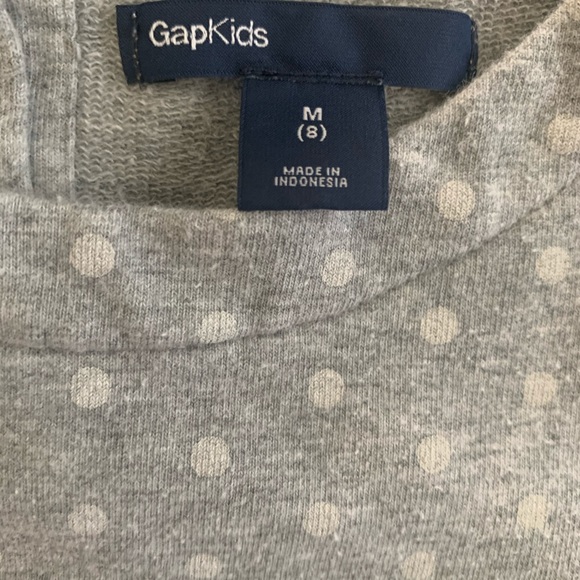 GapKids
M
(8)
MADE IN
INDONESIA